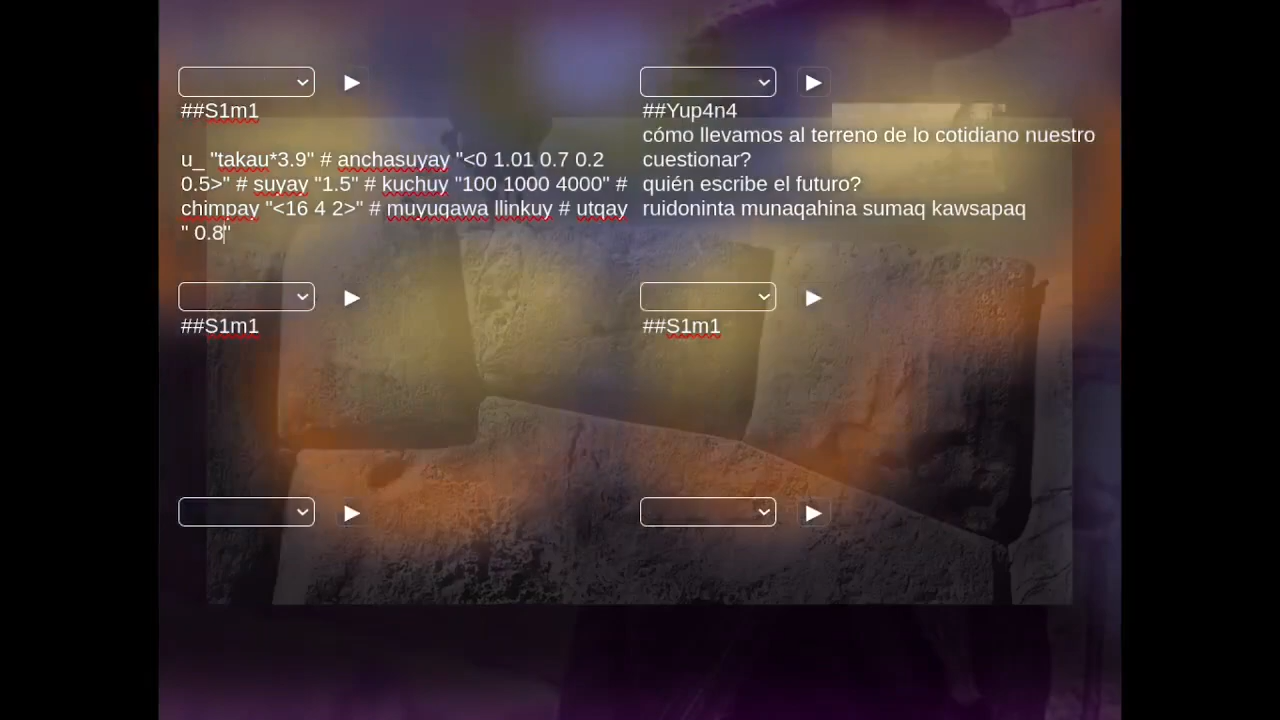 ##S1m1
u_ "takau*3.9" # anchasuyay "<0 1.01 0.7 0.2
0.5>" # suyay "1.5" # kuchuy "100 1000 4000" #
chimpay "<16 4 2>" # muyuqawa llinkuy # utqay
" 0.8"
##Yup4n4
cómo llevamos al terreno de lo cotidiano nuestro
cuestionar?
quién escribe el futuro?
ruidoninta munaqahina sumaq kawsapaq
##S1m1
##S1m1